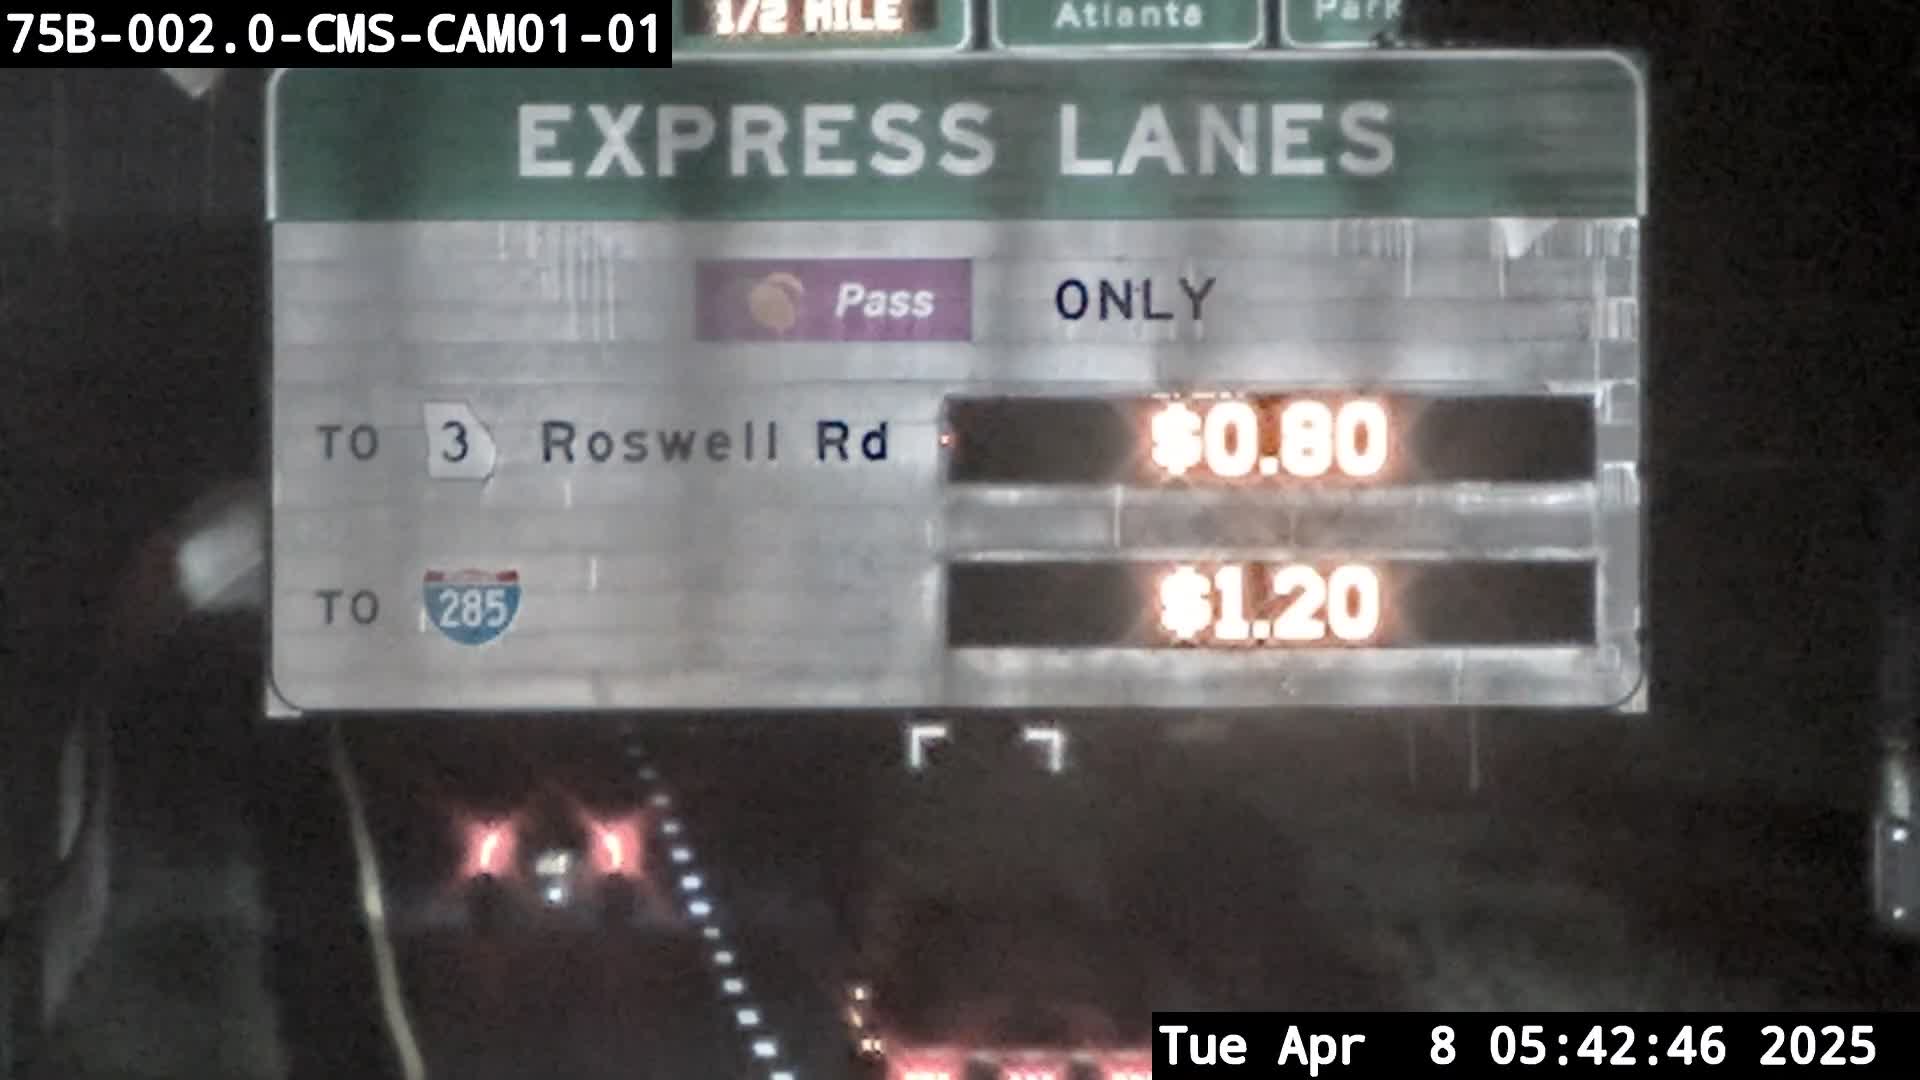 75B-002.0-CMS-CAM01-01
1/2 MILE
Atlanta
Park
EXPRESS LANES
Pass ONLY
TO 3 Roswell Rd $0.80
TO 285 $1.20
Tue Apr 8 05:42:46 2025